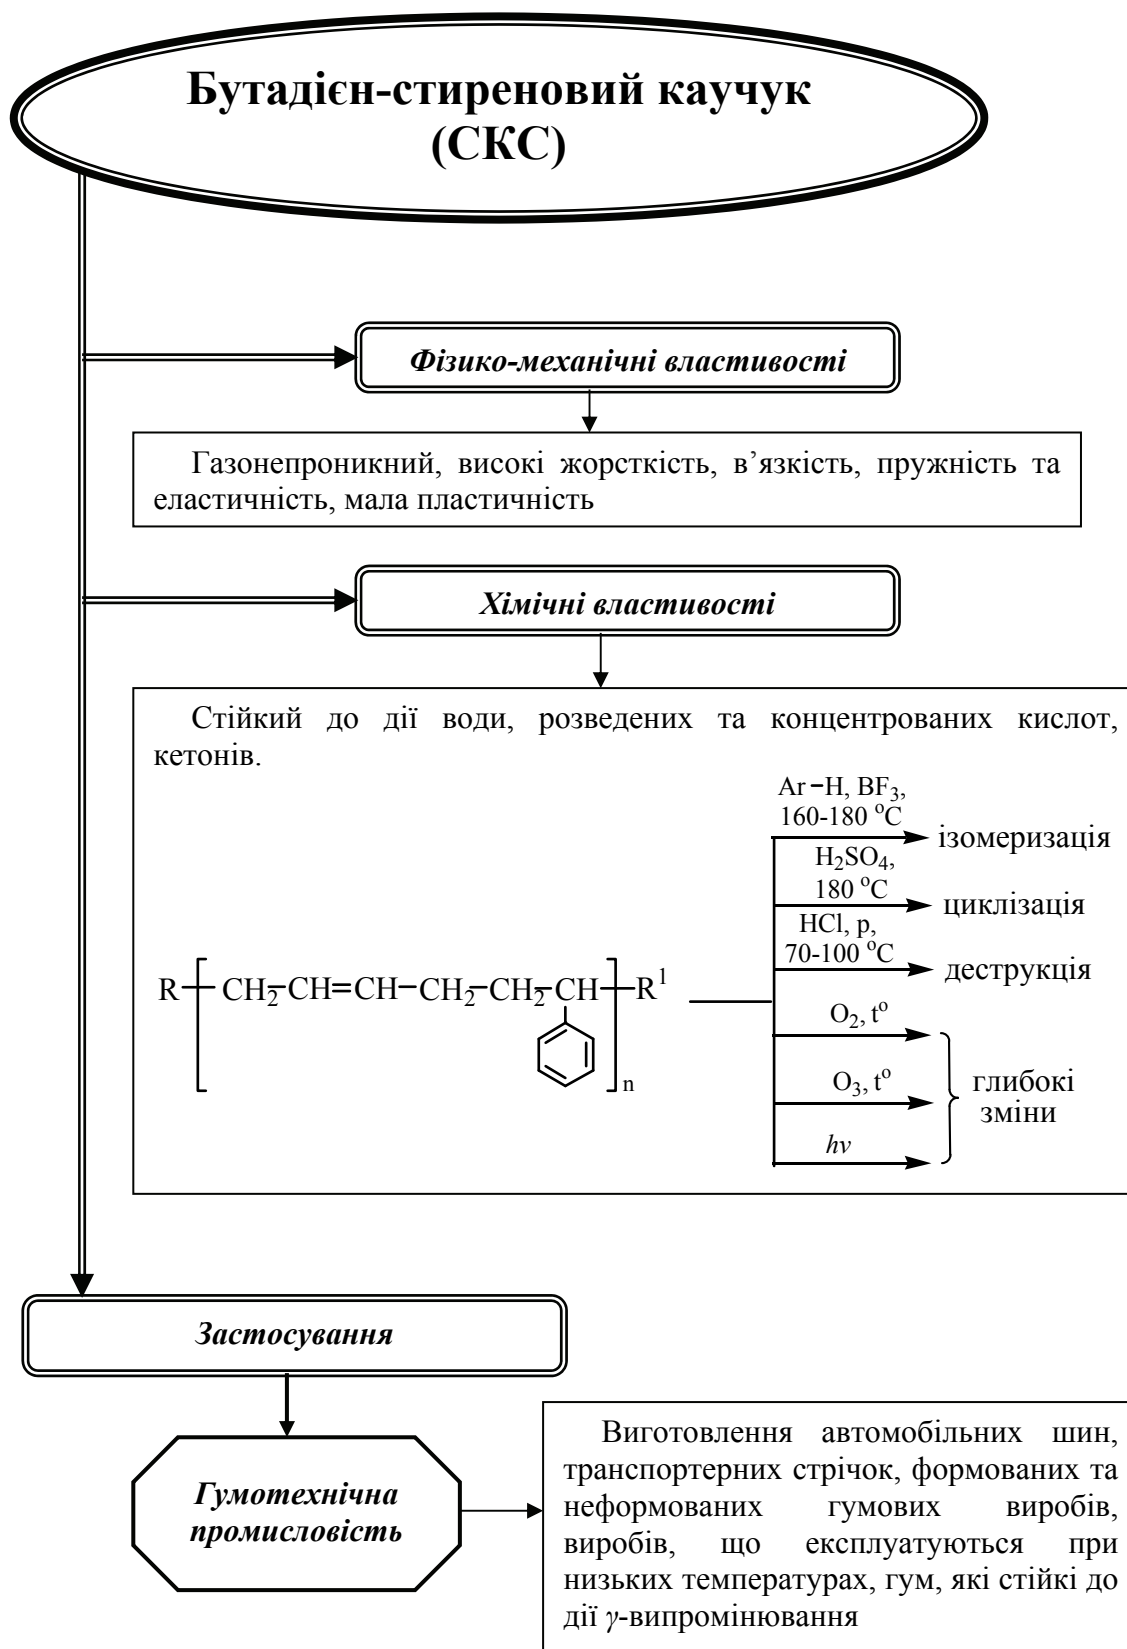 Бутадієн-стиреновий каучук
(СКС)
Фізико-механічні властивості
Газонепроникний, високі жорсткість, в’язкість, пружність та
еластичність, мала пластичність
Хімічні властивості
Стійкий до дії води, розведених та концентрованих кислот,
кетонів.
Ar–H, BF3,
160-180 °C
ізомеризація
H2SO4,
180 °C
циклізація
HCl, p,
70-100 °C
деструкція
R[CH2–CH=CH–CH2–CH2–CH]n–R1
O2, t°
O3, t°
глибокі
зміни
hν
Застосування
Гумотехнічна
промисловість
Виготовлення автомобільних шин,
транспортерних стрічок, формованих та
неформованих гумових виробів,
виробів, що експлуатуються при
низьких температурах, гум, які стійкі до
дії γ-випромінювання